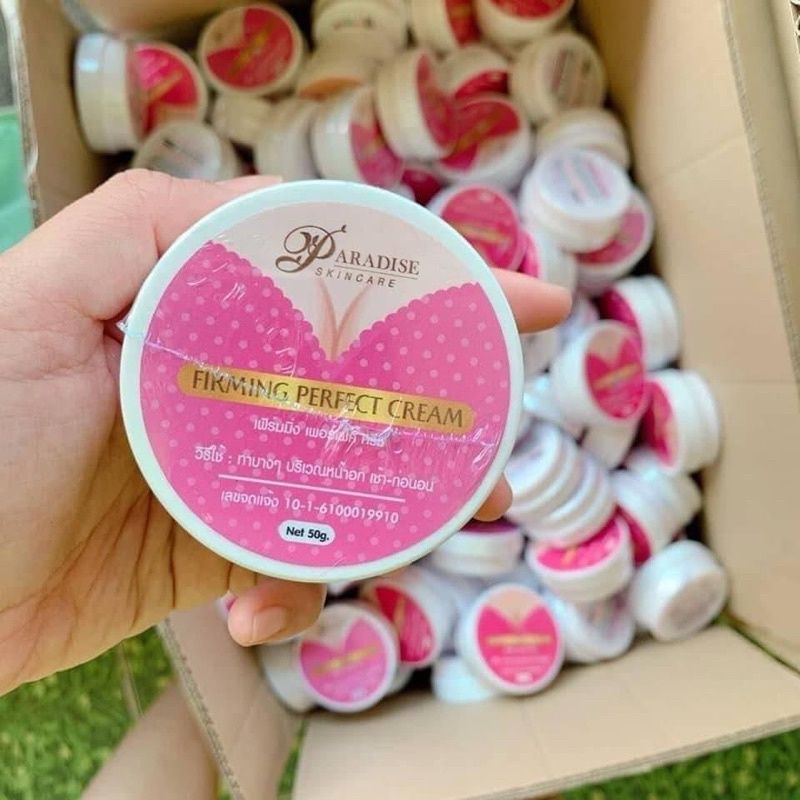 PARADISE
SKINCARE
FIRMING PERFECT CREAM
เฟิร์มมิ่ง เพอร์เฟค ครีม
วิธีใช้ : ทาบางๆ บริเวณหน้าอก เช้า-ก่อนนอน
เลขจดแจ้ง 10-1-6100019910
Net 50g.